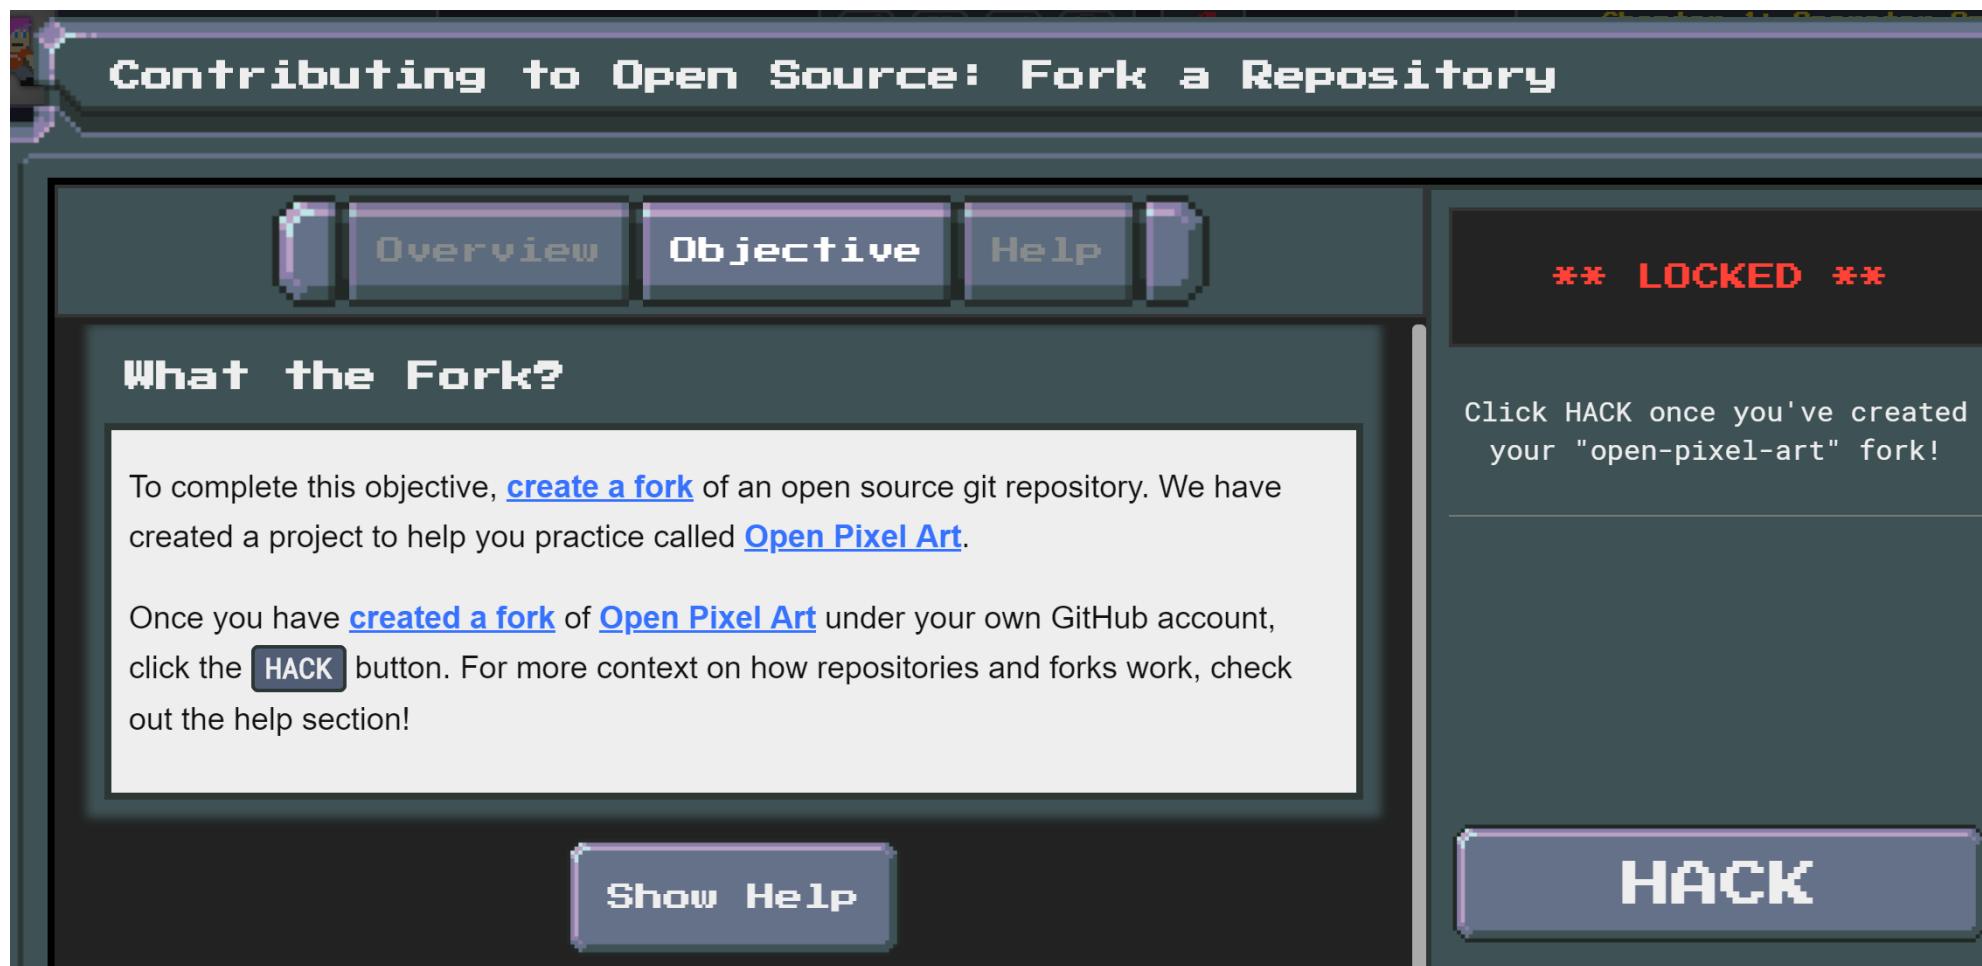 Contributing to Open Source: Fork a Repository
Overview
Objective
Help
What the Fork?
To complete this objective, create a fork of an open source git repository. We have
created a project to help you practice called Open Pixel Art.
Once you have created a fork of Open Pixel Art under your own GitHub account,
click the HACK button. For more context on how repositories and forks work, check
out the help section!
Show Help
** LOCKED **
Click HACK once you've created
your "open-pixel-art" fork!
HACK